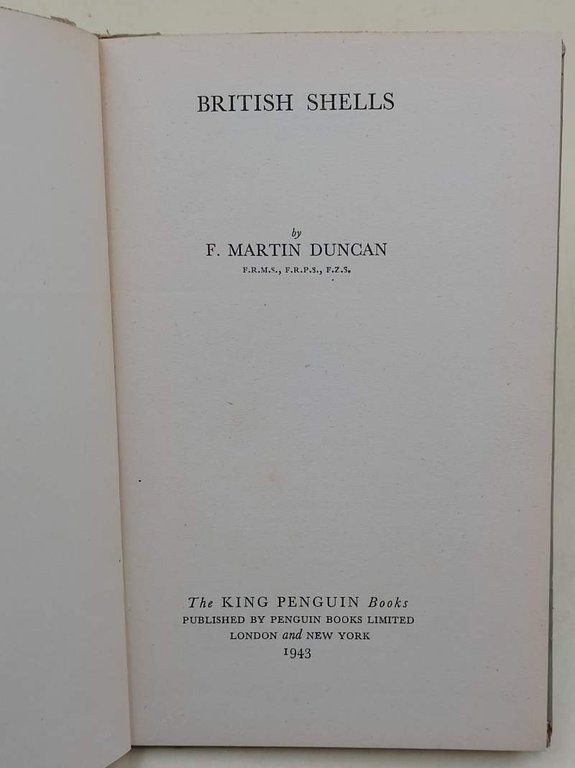 BRITISH SHELLS
by
F. MARTIN DUNCAN
F.R.M.S., F.R.P.S., F.Z.S.
The KING PENGUIN Books
PUBLISHED BY PENGUIN BOOKS LIMITED
LONDON and NEW YORK
1943